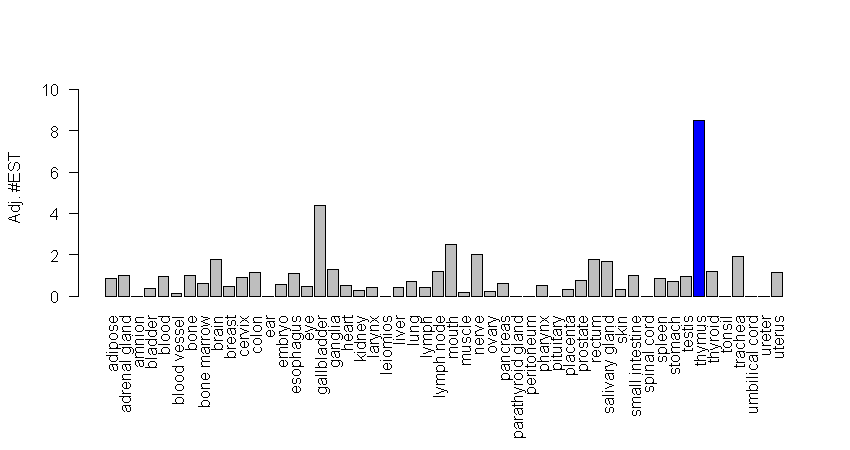 Adj. #EST
10
8
6
4
2
0
adipose
adrenal gland
amnion
bladder
blood
blood vessel
bone
bone marrow
brain
breast
cervix
colon
ear
embryo
esophagus
eye
gallbladder
ganglia
heart
kidney
larynx
leiomios
liver
lung
lymph
lymph node
mouth
muscle
nerve
ovary
pancreas
parathyroid gland
peritoneum
pharynx
pituitary
placenta
prostate
rectum
salivary gland
skin
small intestine
spinal cord
spleen
stomach
testis
thymus
thyroid
tonsil
trachea
umbilical cord
ureter
uterus